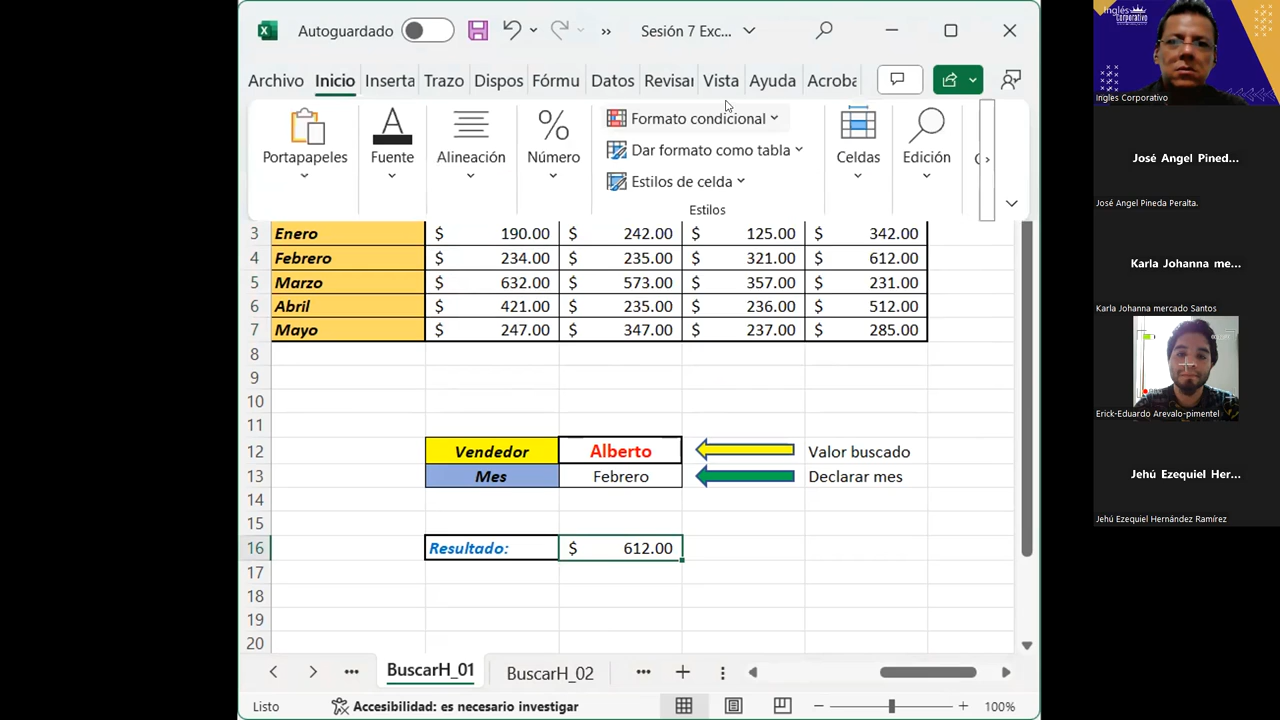 Autoguardado
Sesión 7 Exc...
Archivo Inicio Inserta Trazo Dispos Fórmu Datos Revisar Vista Ayuda Acroba
Portapapeles
Fuente
Alineación
%
Número
Formato condicional
Dar formato como tabla
Estilos de celda
Estilos
Celdas
Edición
3 Enero $ 190.00 $ 242.00 $ 125.00 $ 342.00
4 Febrero $ 234.00 $ 235.00 $ 321.00 $ 612.00
5 Marzo $ 632.00 $ 573.00 $ 357.00 $ 231.00
6 Abril $ 421.00 $ 235.00 $ 236.00 $ 512.00
7 Mayo $ 247.00 $ 347.00 $ 237.00 $ 285.00
8
9
10
11
12 Vendedor Alberto Valor buscado
13 Mes Febrero Declarar mes
14
15
16 Resultado: $ 612.00
17
18
19
20
BuscarH_01 BuscarH_02
Listo Accesibilidad: es necesario investigar 100%
Inglés
Corporativo
Ingles Corporativo
José Angel Pined...
José Angel Pineda Peralta.
Karla Johanna me...
Karla Johanna mercado Santos
Erick-Eduardo Arevalo-pimentel
Jehú Ezequiel Her...
Jehú Ezequiel Hernández Ramírez